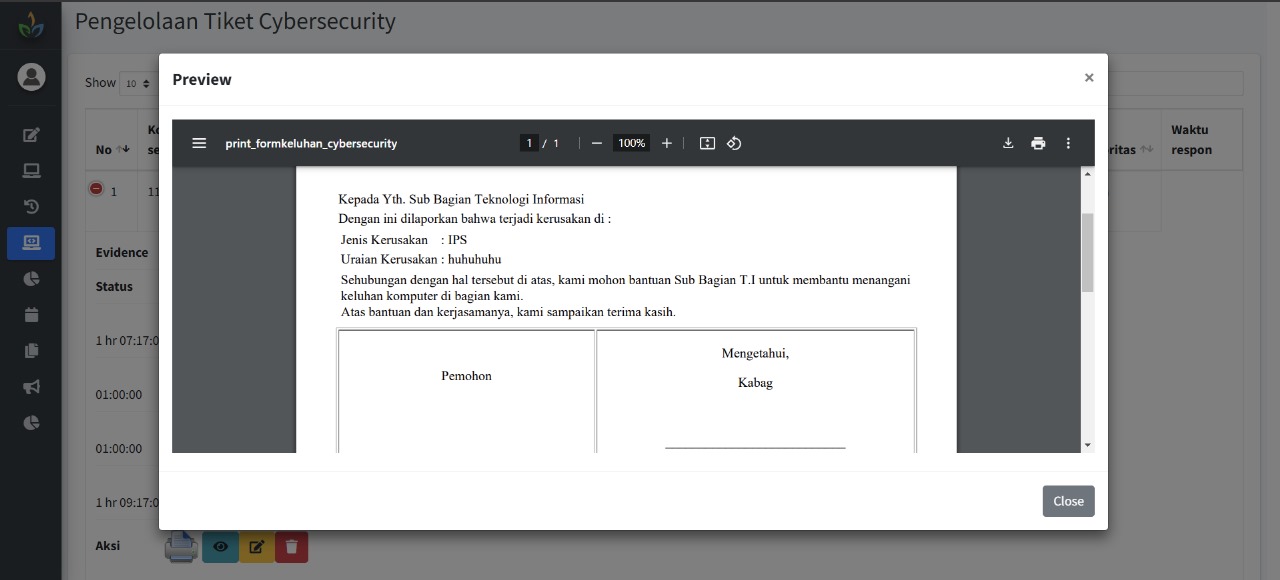 Pengelolaan Tiket Cybersecurity
Show 10
Preview
×
No
Waktu respon
print_formkeluhan_cybersecurity
1 / 1
100%
1
Kepada Yth. Sub Bagian Teknologi Informasi
Dengan ini dilaporkan bahwa terjadi kerusakan di :
Jenis Kerusakan : IPS
Uraian Kerusakan : huhuhuhu
Sehubungan dengan hal tersebut di atas, kami mohon bantuan Sub Bagian T.I untuk membantu menangani
keluhan komputer di bagian kami.
Atas bantuan dan kerjasamanya, kami sampaikan terima kasih.
Pemohon
Mengetahui,
Kabag
Evidence
Status
1 hr 07:17:0
01:00:00
01:00:00
1 hr 09:17:0
Aksi
Close